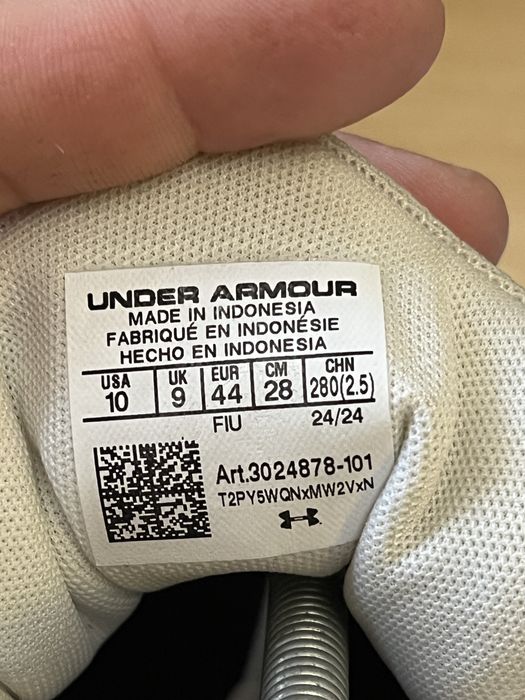 UNDER ARMOUR
MADE IN INDONESIA
FABRIQUÉ EN INDONÉSIE
HECHO EN INDONESIA
USA UK EUR CM CHN
10 9 44 28 280(2.5)
FIU 24/24
Art.3024878-101
T2PY5WQNxMW2VxN